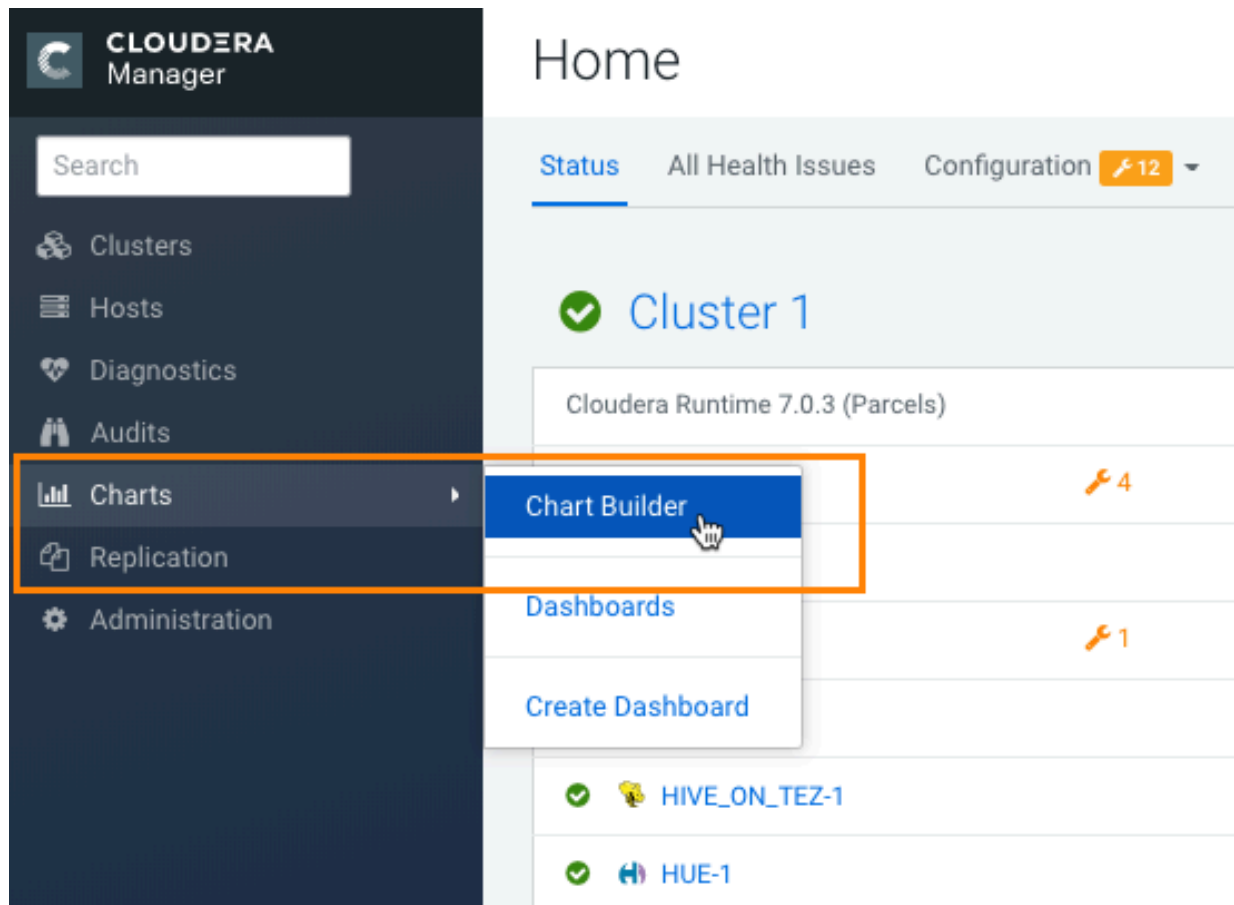 CLOUDERA
Manager
Search
Clusters
Hosts
Diagnostics
Audits
Charts
Replication
Administration
Home
Status All Health Issues Configuration 12
Cluster 1
Cloudera Runtime 7.0.3 (Parcels)
4
Chart Builder
Dashboards
1
Create Dashboard
HIVE_ON_TEZ-1
HUE-1